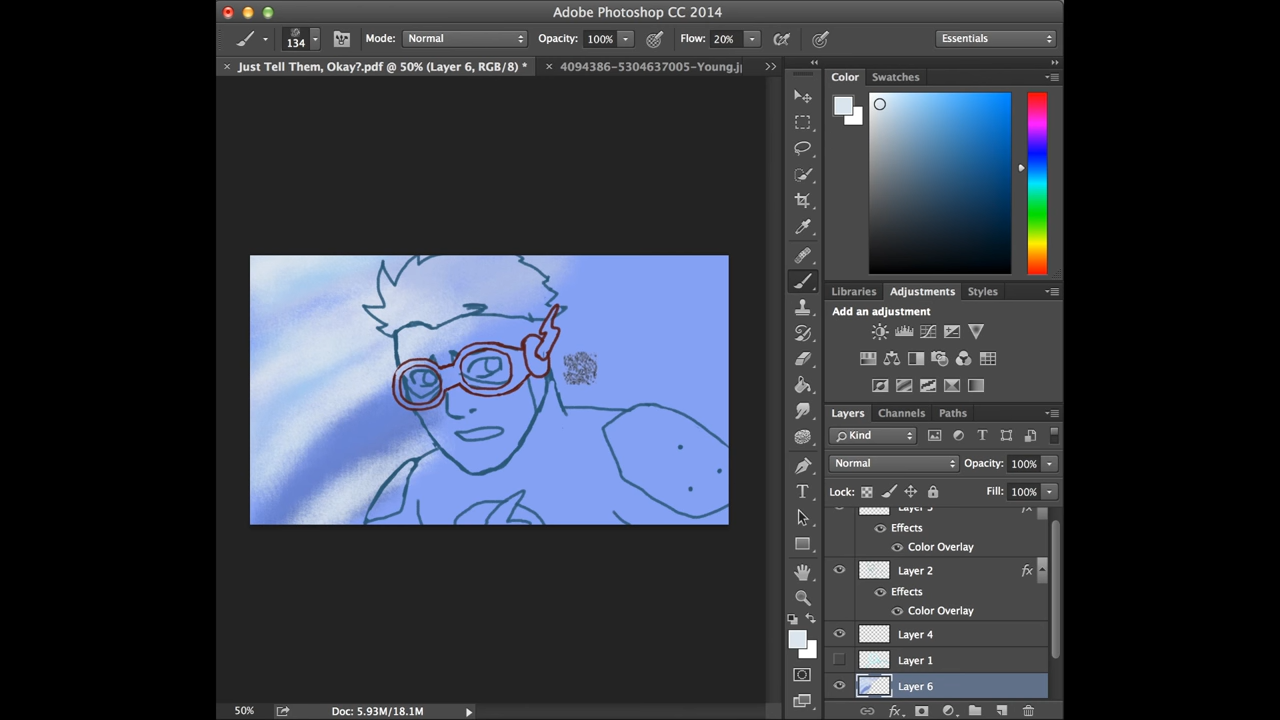 Adobe Photoshop CC 2014
134 Mode: Normal Opacity: 100% Flow: 20% Essentials
Just Tell Them, Okay?.pdf @ 50% (Layer 6, RGB/8) * 4094386-5304637005-Young.j
Color Swatches
Libraries Adjustments Styles
Add an adjustment
Layers Channels Paths
Kind
Normal Opacity: 100%
Lock: Fill: 100%
fx
Effects
Color Overlay
Layer 2 fx
Effects
Color Overlay
Layer 4
Layer 1
Layer 6
50% Doc: 5.93M/18.1M fx